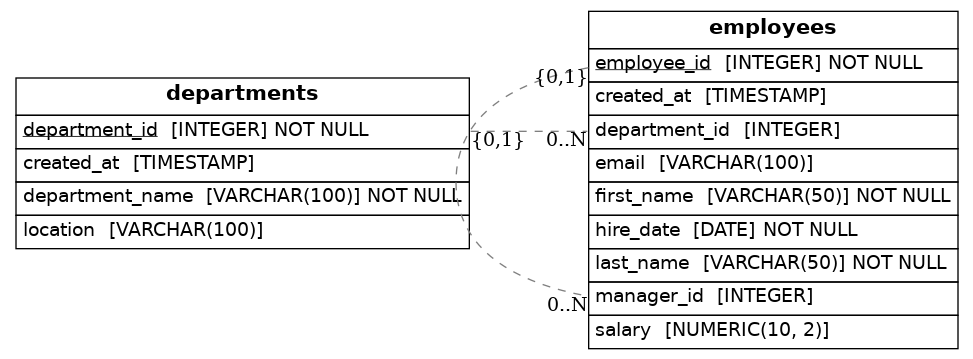 departments
department_id [INTEGER] NOT NULL
created_at [TIMESTAMP]
department_name [VARCHAR(100)] NOT NULL
location [VARCHAR(100)]
{0,1}
0..N
{0,1}
0..N
employees
employee_id [INTEGER] NOT NULL
created_at [TIMESTAMP]
department_id [INTEGER]
email [VARCHAR(100)]
first_name [VARCHAR(50)] NOT NULL
hire_date [DATE] NOT NULL
last_name [VARCHAR(50)] NOT NULL
manager_id [INTEGER]
salary [NUMERIC(10, 2)]